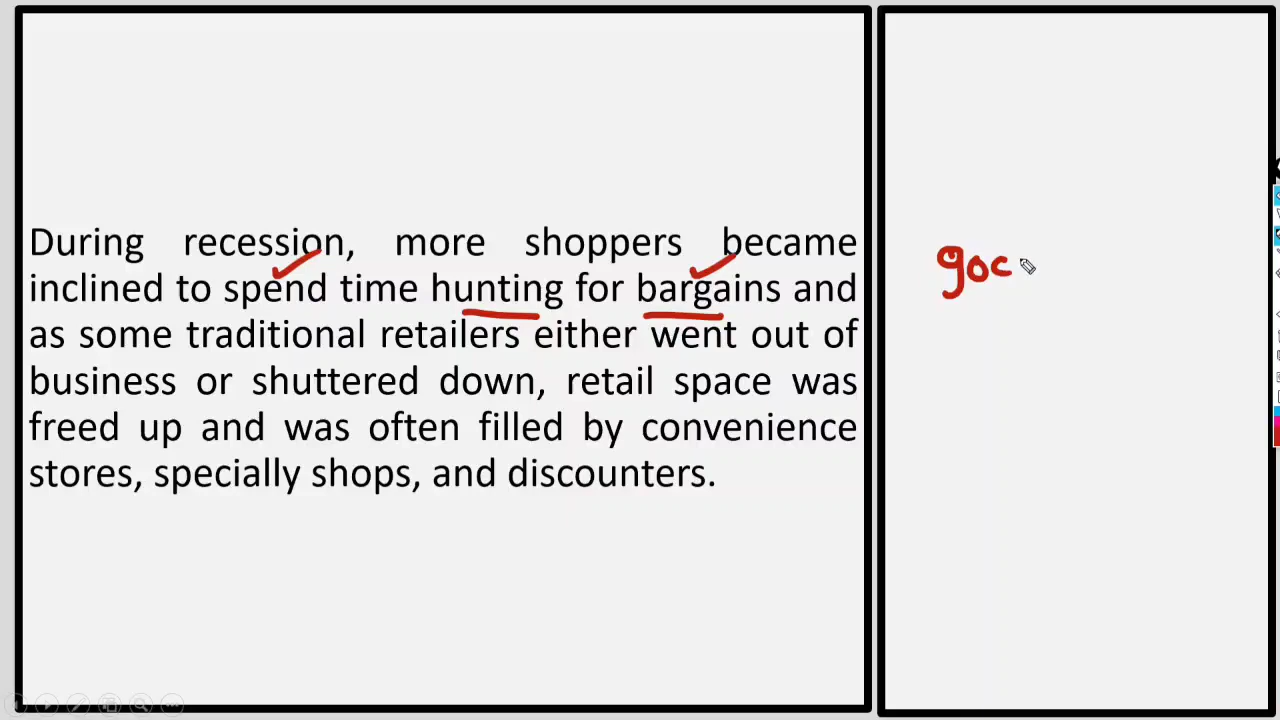 During recession, more shoppers became
inclined to spend time hunting for bargains and
as some traditional retailers either went out of
business or shuttered down, retail space was
freed up and was often filled by convenience
stores, specially shops, and discounters.
goc